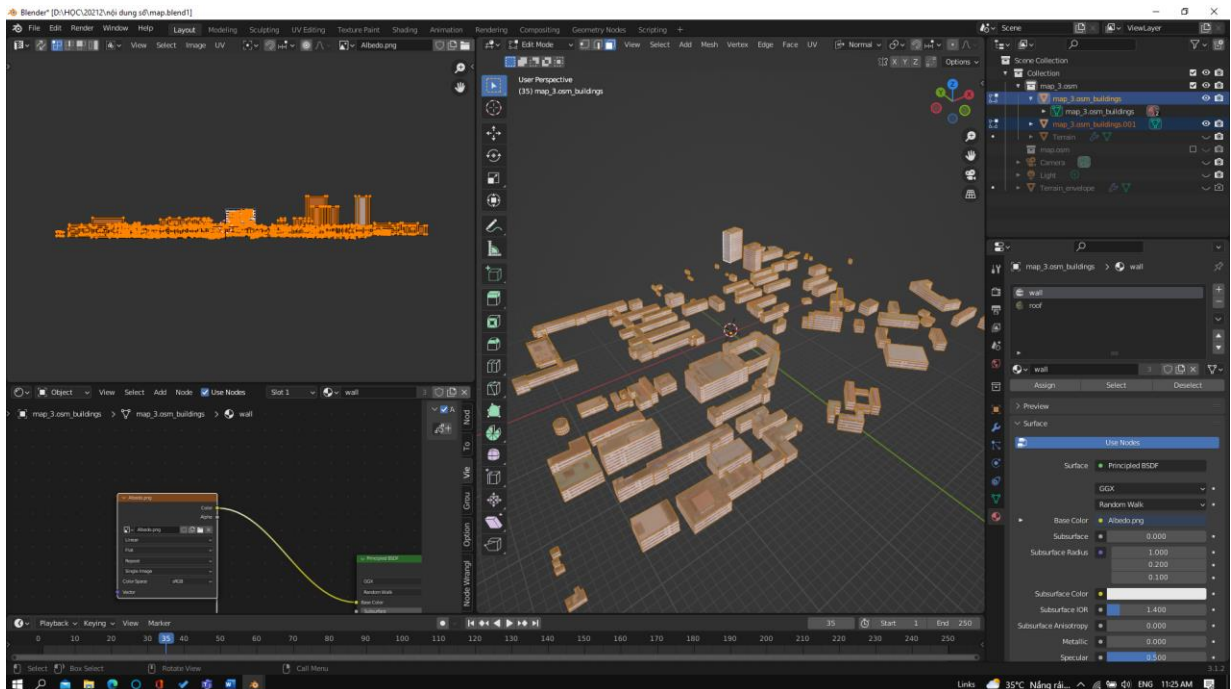 Blender* [D:\HỌC\20212\nội dung số\map.blend1]
File Edit Render Window Help Layout Modeling Sculpting UV Editing Texture Paint Shading Animation Rendering Compositing Geometry Nodes Scripting + Scene ViewLayer
View Select Image UV Albedo.png Edit Mode View Select Add Mesh Vertex Edge Face UV Normal
X Y Z Options
User Perspective
(35) map_3.osm_buildings
Scene Collection
Collection
map_3.osm
map_3.osm_buildings
map_3.osm_buildings
map_3.osm_buildings.001
Terrain
map.osm
Camera
Light
Terrain_envelope
map_3.osm_buildings > wall
wall
roof
wall
Assign Select Deselect
Preview
Surface
Use Nodes
Surface Principled BSDF
GGX
Random Walk
Base Color Albedo.png
Subsurface 0.000
Subsurface Radius 1.000
0.200
0.100
Subsurface Color
Subsurface IOR 1.400
Subsurface Anisotropy 0.000
Metallic 0.000
Specular 0.500
Object View Select Add Node Use Nodes Slot 1 wall
map_3.osm_buildings > map_3.osm_buildings > wall
Albedo.png
Color
Alpha
Albedo.png
Linear
Flat
Repeat
Single Image
Color Space sRGB
Vector
Principled BSDF
GGX
Random Walk
Base Color
Subsurface
Nod
To
Vie
Grou
Option
Node Wrangl
Playback Keying View Marker 35 Start 1 End 250
0 10 20 30 35 40 50 60 70 80 90 100 110 120 130 140 150 160 170 180 190 200 210 220 230 240 250
Select Box Select Rotate View Call Menu 3.1.2
Links 35°C Nắng rải... ENG 11:25 AM